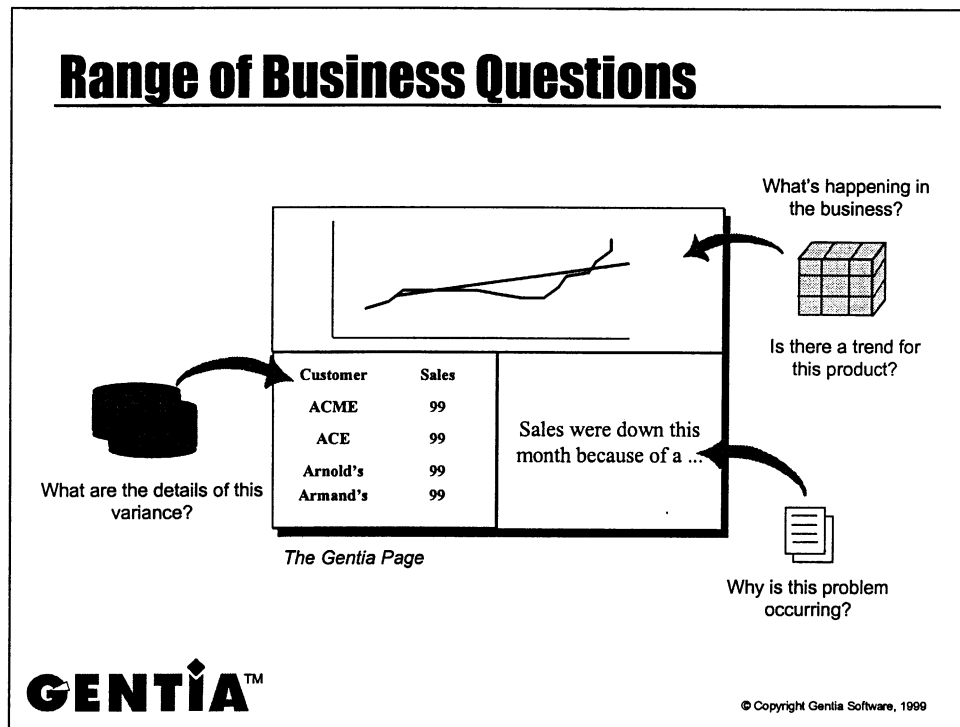 Range of Business Questions
What's happening in
the business?
Is there a trend for
this product?
Customer Sales
ACME 99
ACE 99
Arnold's 99
Armand's 99
Sales were down this
month because of a ...
What are the details of this
variance?
The Gentia Page
Why is this problem
occurring?
GENTIA™
© Copyright Gentia Software, 1999